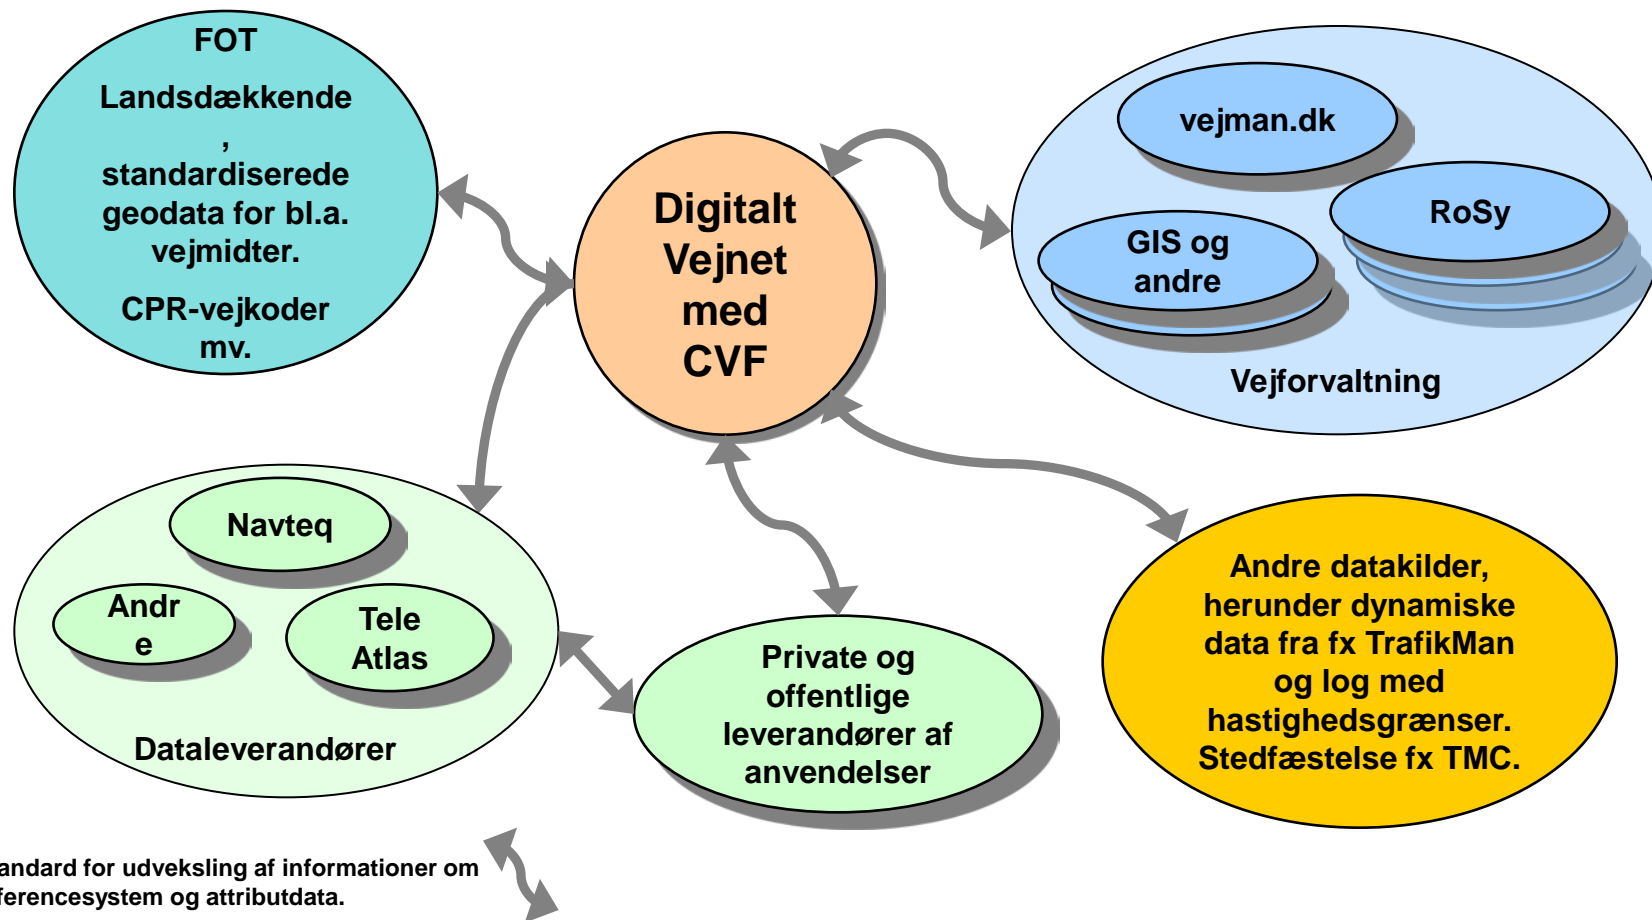 FOT
Landsdækkende
,
standardiserede
geodata for bl.a.
vejmidter.
CPR-vejkoder
mv.
Digitalt
Vejnet
med
CVF
vejman.dk
RoSy
GIS og
andre
Vejforvaltning
Navteq
Andr
e
Tele
Atlas
Dataleverandører
Private og
offentlige
leverandører af
anvendelser
Andre datakilder,
herunder dynamiske
data fra fx TrafikMan
og log med
hastighedsgrænser.
Stedfæstelse fx TMC.
andard for udveksling af informationer om
ferencesystem og attributdata.